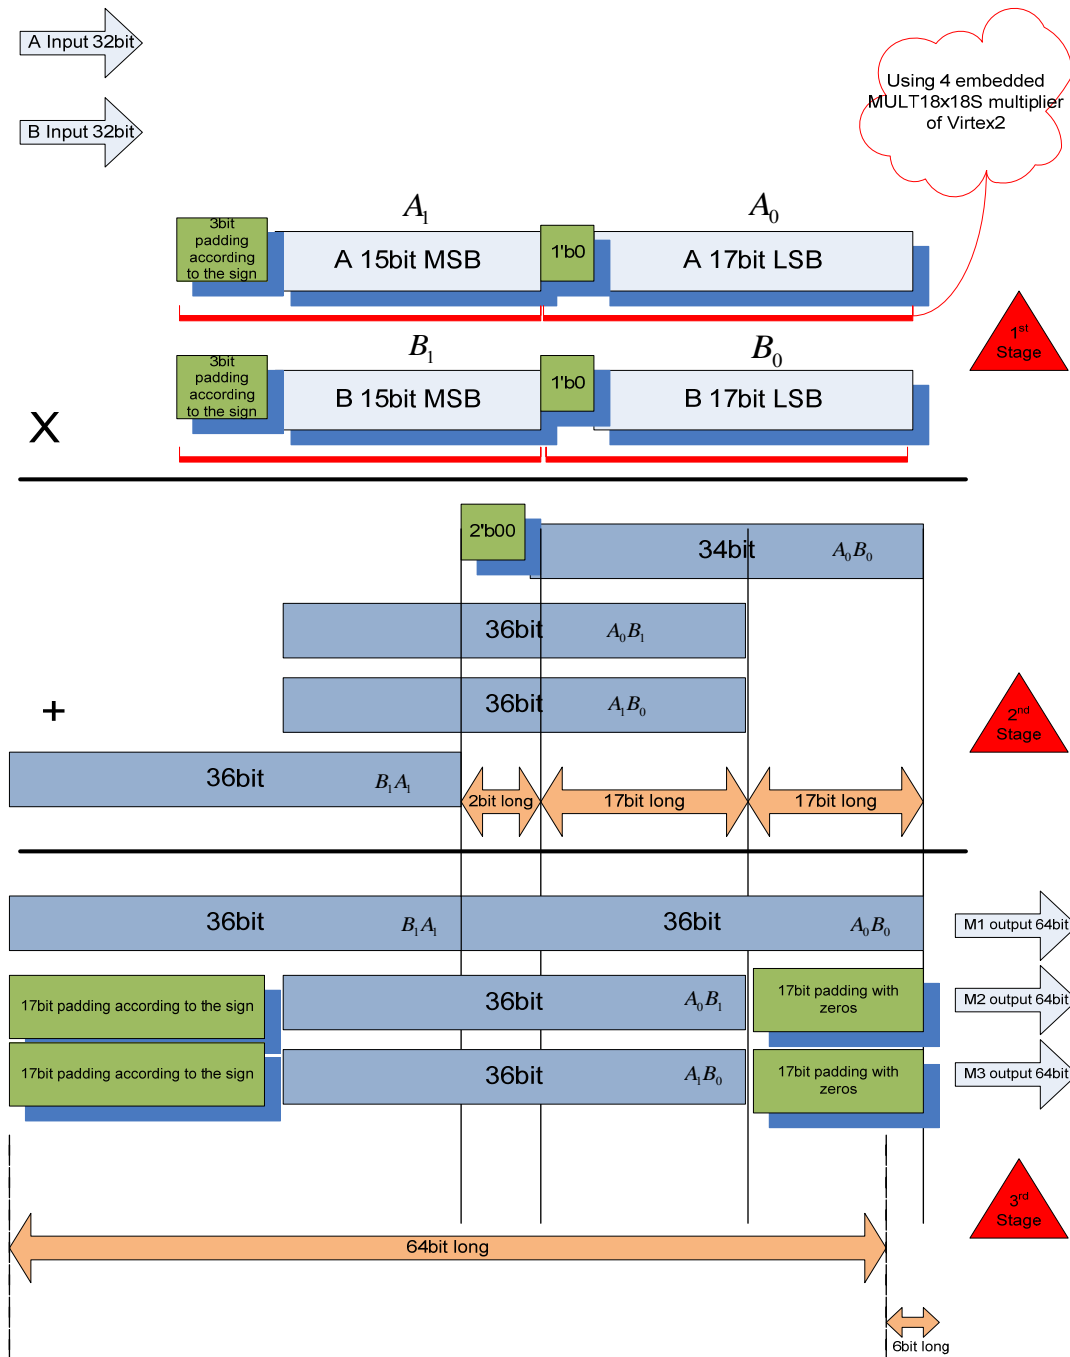 A Input 32bit
Using 4 embedded
MULT18x18S multiplier
of Virtex2
B Input 32bit
A1
A0
3bit
padding
according
to the sign
A 15bit MSB
1'b0
A 17bit LSB
1st
Stage
B1
B0
3bit
padding
according
to the sign
B 15bit MSB
1'b0
B 17bit LSB
X
2'b00
34bit
A0B0
36bit
A0B1
36bit
A1B0
+
2nd
Stage
36bit
B1A1
2bit long
17bit long
17bit long
36bit
B1A1
36bit
A0B0
M1 output 64bit
17bit padding according to the sign
36bit
A0B1
17bit padding with
zeros
M2 output 64bit
17bit padding according to the sign
36bit
A1B0
17bit padding with
zeros
M3 output 64bit
3rd
Stage
64bit long
6bit long